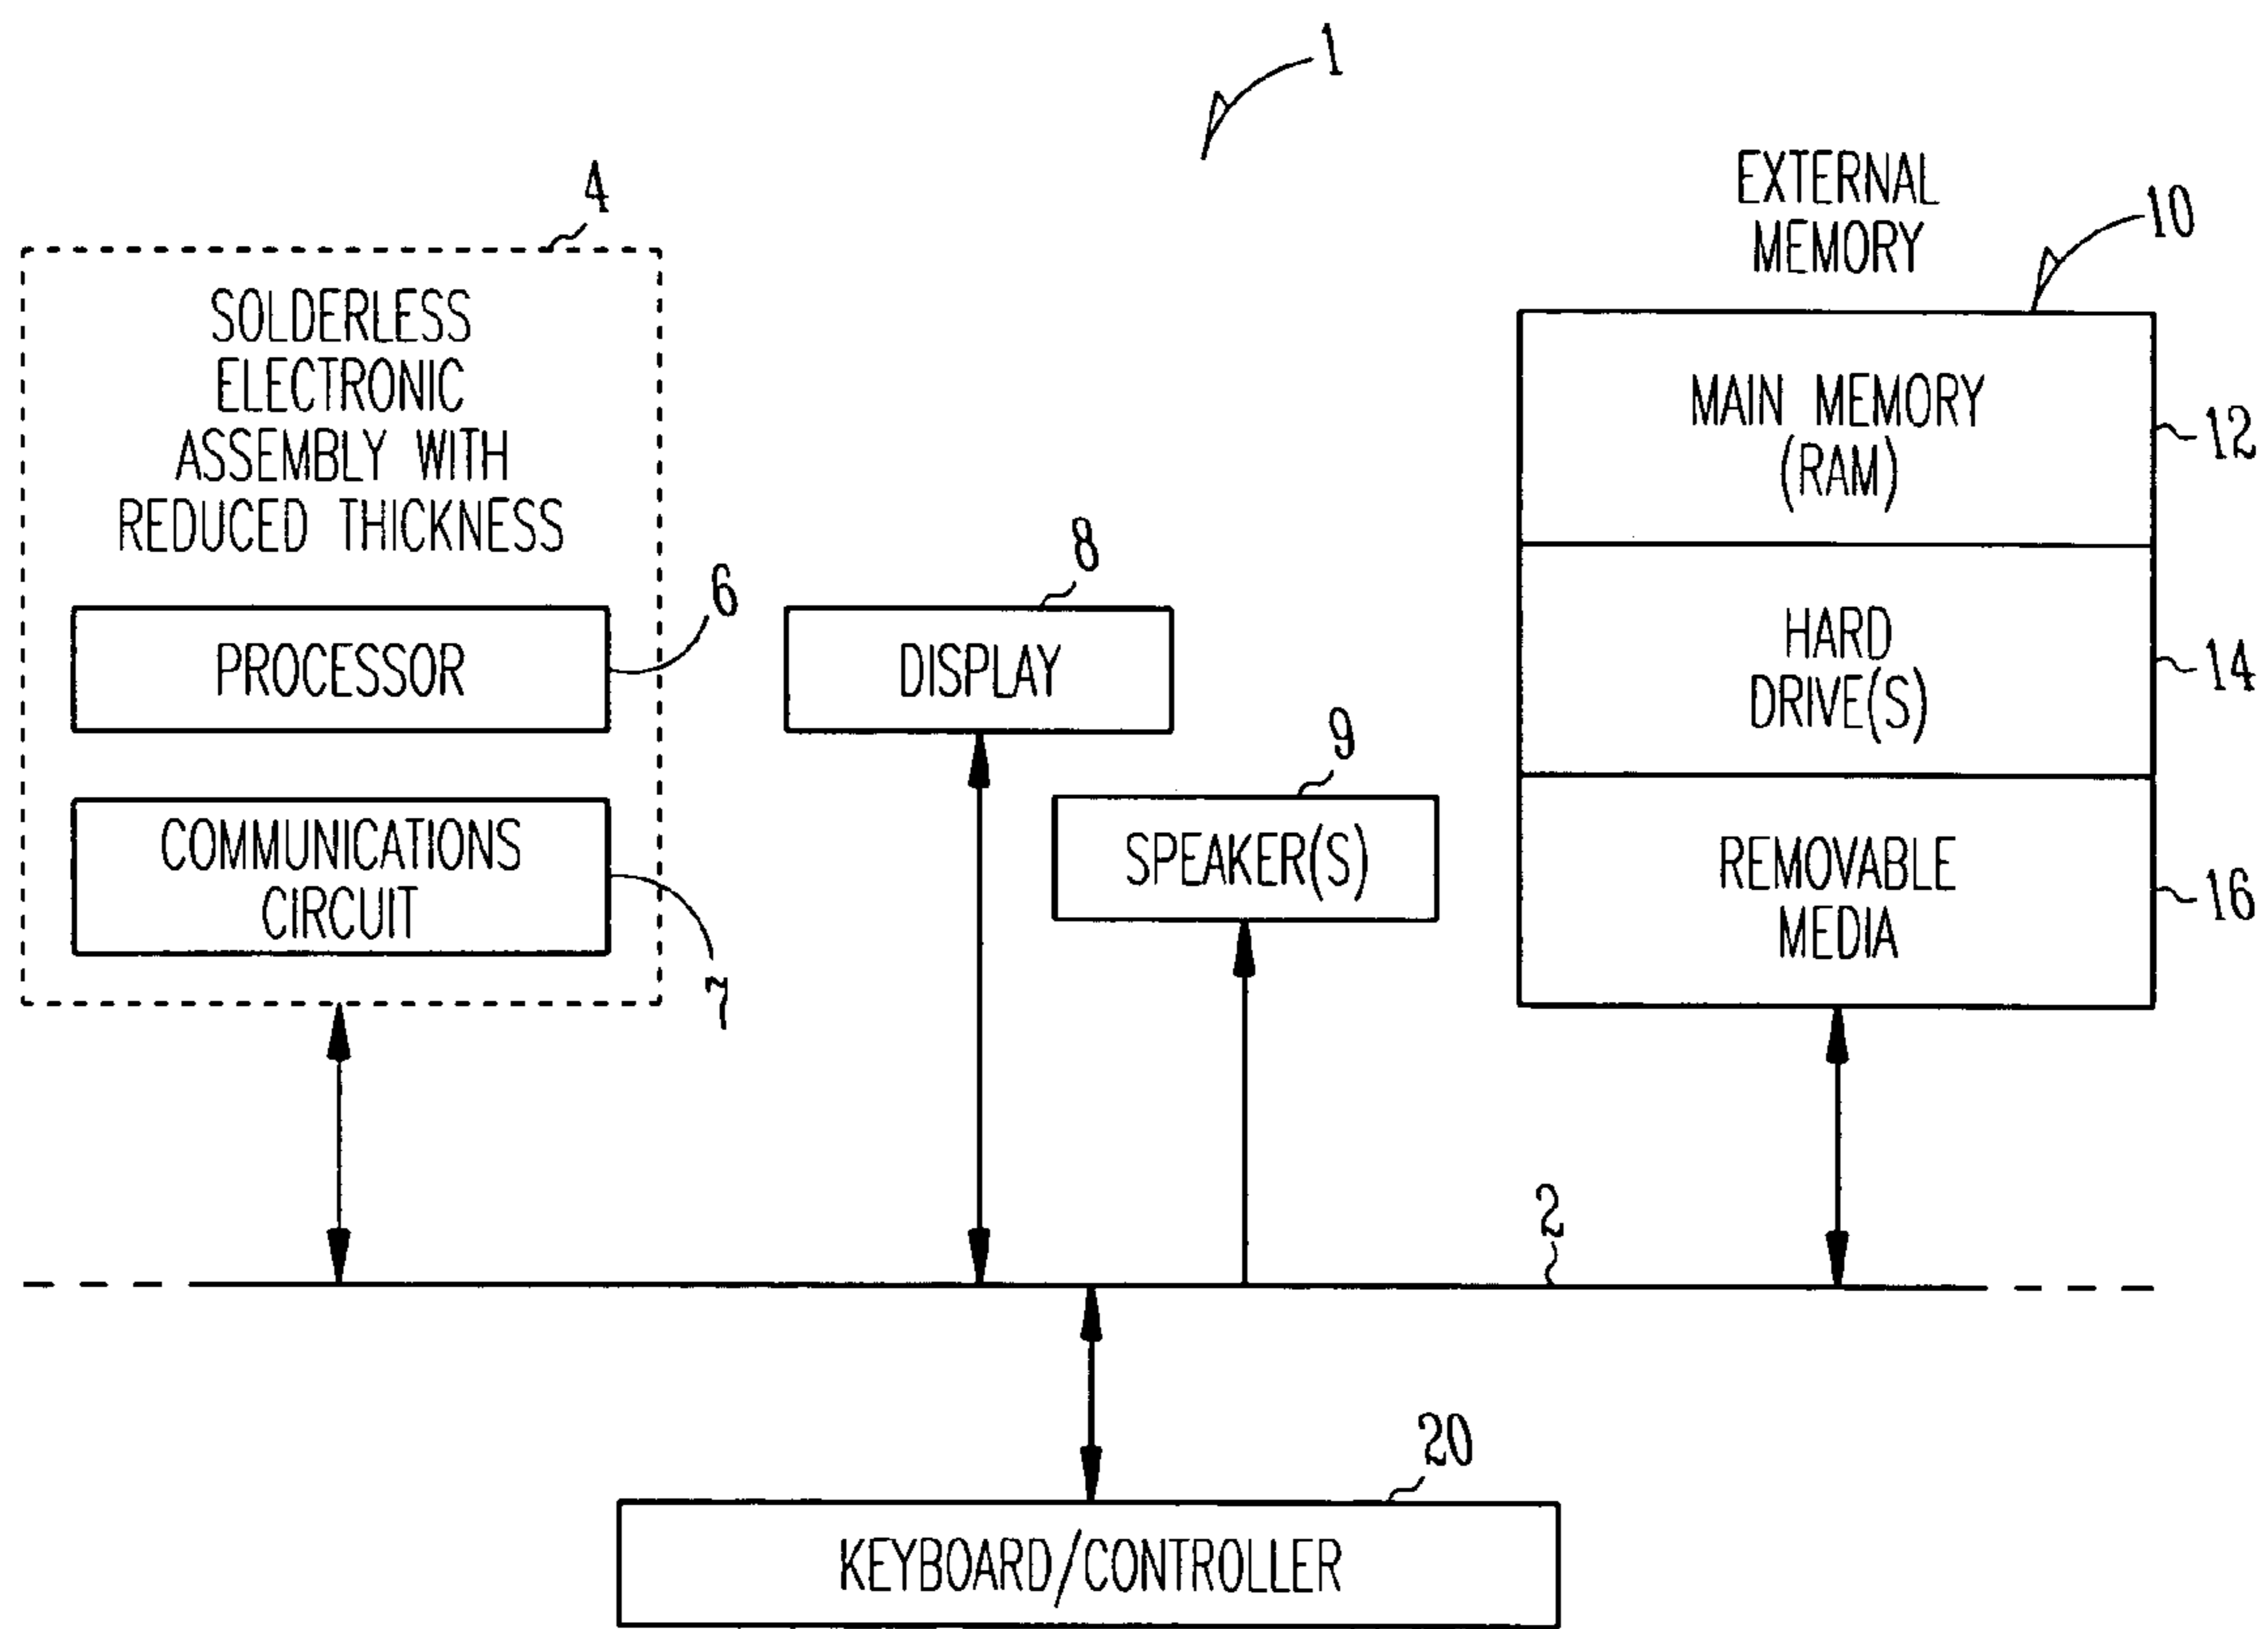 1
4
SOLDERLESS
ELECTRONIC
ASSEMBLY WITH
REDUCED THICKNESS
PROCESSOR
6
COMMUNICATIONS
CIRCUIT
7
DISPLAY
8
SPEAKER(S)
9
EXTERNAL
MEMORY
10
MAIN MEMORY
(RAM)
12
HARD
DRIVE(S)
14
REMOVABLE
MEDIA
16
2
20
KEYBOARD/CONTROLLER